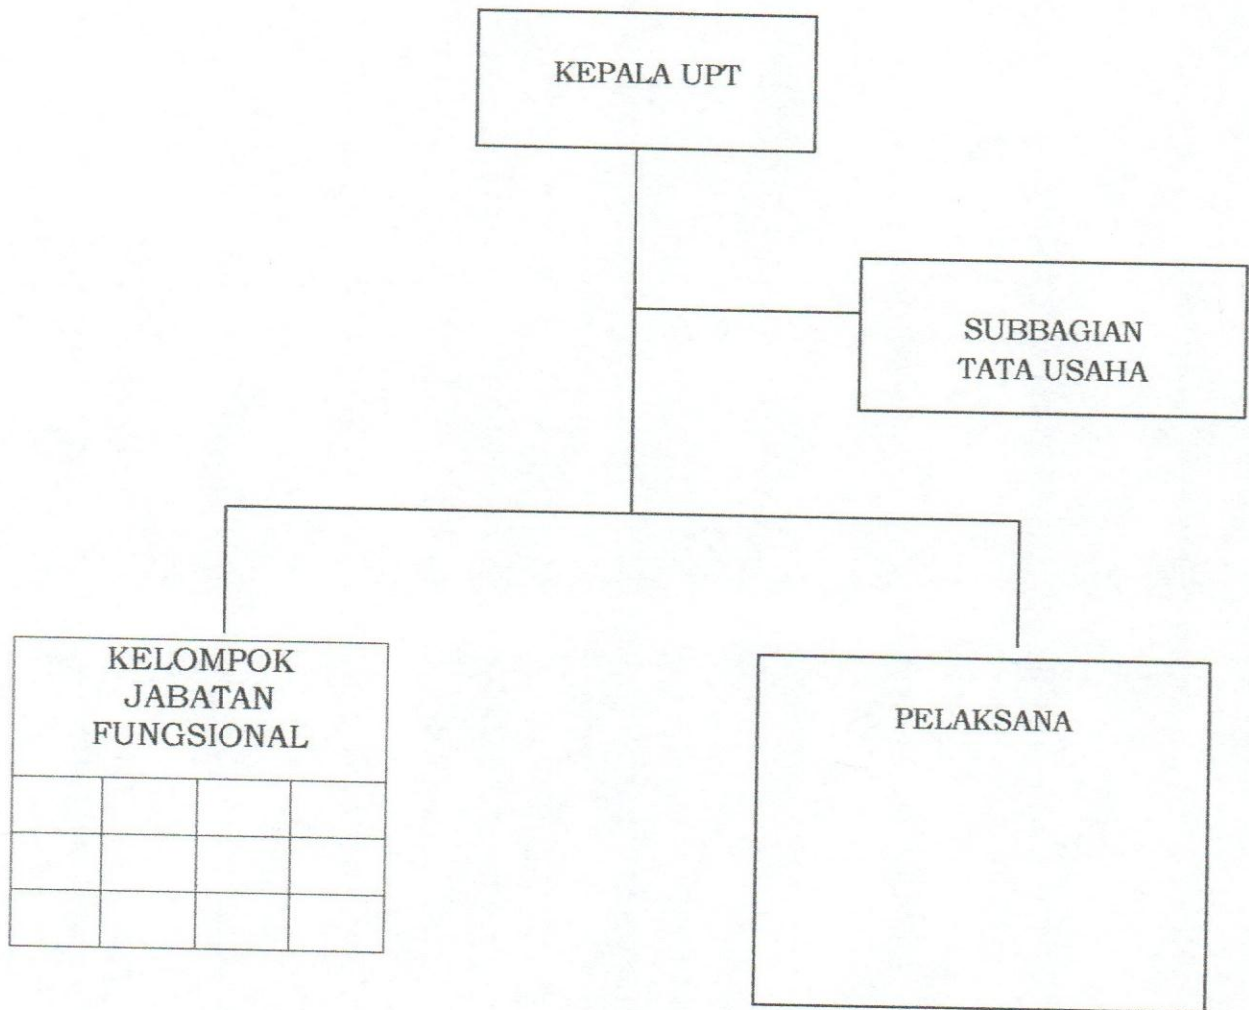 KEPALA UPT
SUBBAGIAN
TATA USAHA
KELOMPOK
JABATAN
FUNGSIONAL
PELAKSANA